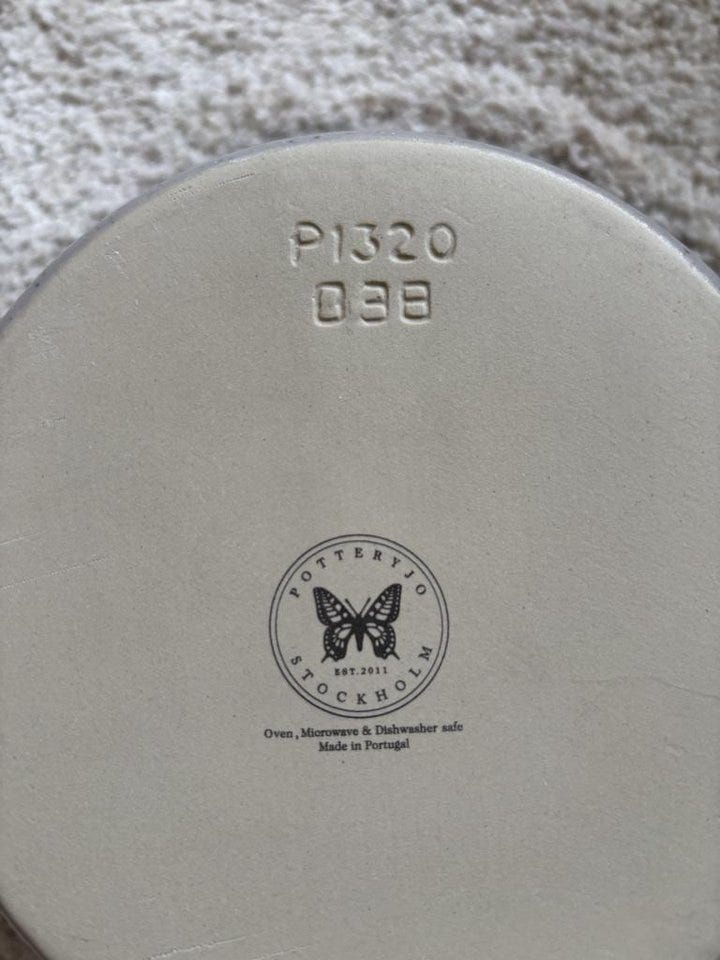 P1320
038
POTTERYJO
EST.2011
STOCKHOLM
Oven, Microwave & Dishwasher safe
Made in Portugal